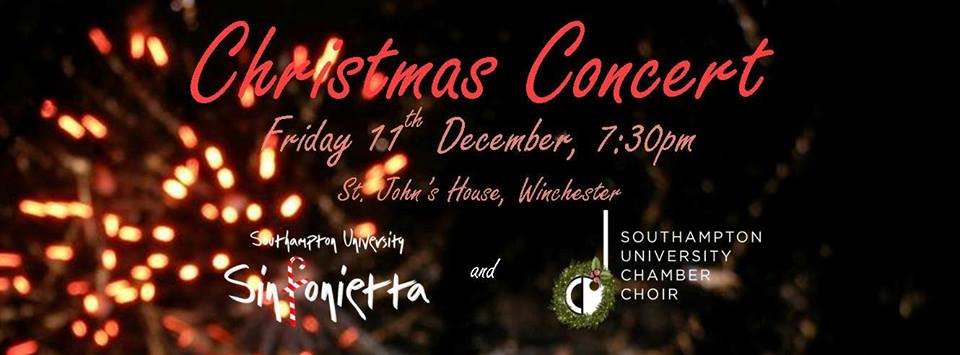 Christmas Concert
Friday 11th December, 7:30pm
St. John's House, Winchester
Southampton University
Sinfonietta
and
SOUTHAMPTON
UNIVERSITY
CHAMBER
CHOIR